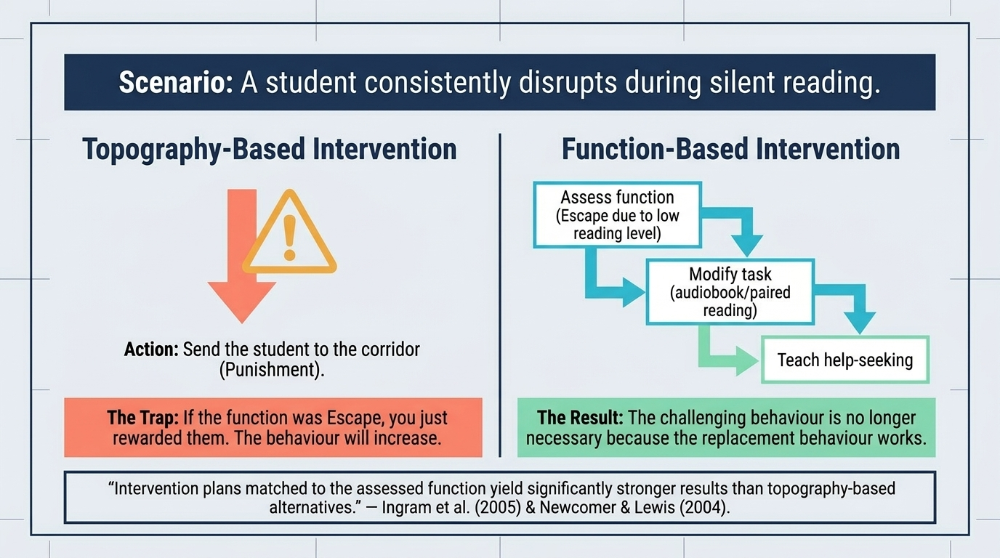 Scenario: A student consistently disrupts during silent reading.
Topography-Based Intervention
Action: Send the student to the corridor
(Punishment).
The Trap: If the function was Escape, you just
rewarded them. The behaviour will increase.
Function-Based Intervention
Assess function
(Escape due to low
reading level)
Modify task
(audiobook/paired
reading)
Teach help-seeking
The Result: The challenging behaviour is no longer
necessary because the replacement behaviour works.
“Intervention plans matched to the assessed function yield significantly stronger results than topography-based
alternatives.” — Ingram et al. (2005) & Newcomer & Lewis (2004).